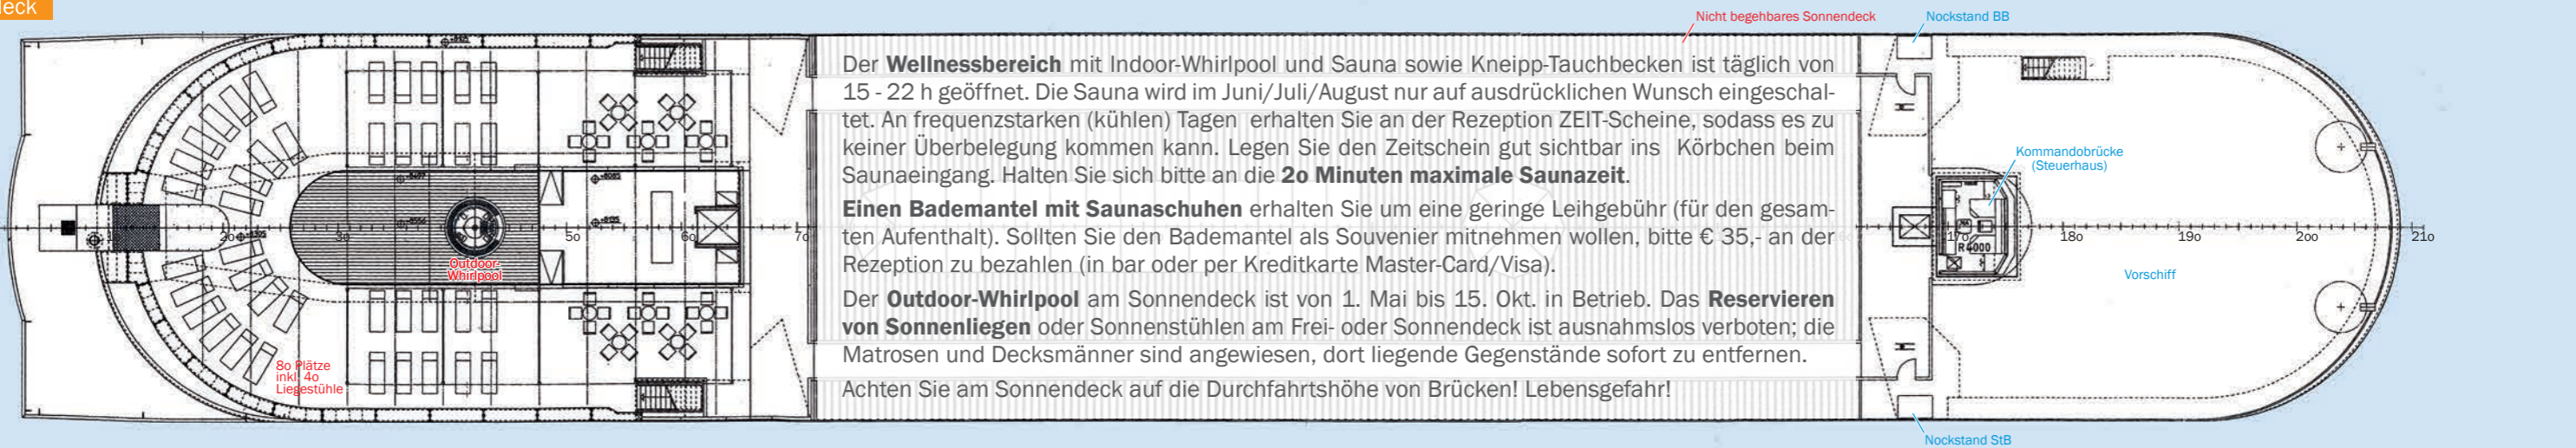 deck
Nicht begehbares Sonnendeck
Nockstand BB
Der Wellnessbereich mit Indoor-Whirlpool und Sauna sowie Kneipp-Tauchbecken ist täglich von
15 - 22 h geöffnet. Die Sauna wird im Juni/Juli/August nur auf ausdrücklichen Wunsch eingeschal-
tet. An frequenzstarken (kühlen) Tagen erhalten Sie an der Rezeption ZEIT-Scheine, sodass es zu
keiner Überbelegung kommen kann. Legen Sie den Zeitschein gut sichtbar ins Körbchen beim
Saunaeingang. Halten Sie sich bitte an die 2o Minuten maximale Saunazeit.
Einen Bademantel mit Saunaschuhen erhalten Sie um eine geringe Leihgebühr (für den gesam-
ten Aufenthalt). Sollten Sie den Bademantel als Souvenier mitnehmen wollen, bitte € 35,- an der
Rezeption zu bezahlen (in bar oder per Kreditkarte Master-Card/Visa).
Der Outdoor-Whirlpool am Sonnendeck ist von 1. Mai bis 15. Okt. in Betrieb. Das Reservieren
von Sonnenliegen oder Sonnenstühlen am Frei- oder Sonnendeck ist ausnahmslos verboten; die
Matrosen und Decksmänner sind angewiesen, dort liegende Gegenstände sofort zu entfernen.
Achten Sie am Sonnendeck auf die Durchfahrtshöhe von Brücken! Lebensgefahr!
Kommandobrücke
(Steuerhaus)
2o 3o 5o 6o 7o 17o 18o 19o 2oo 21o
R 4000
Outdoor-
Whirlpool
Vorschiff
8o Plätze
inkl. 4o
Liegestühle
Nockstand StB